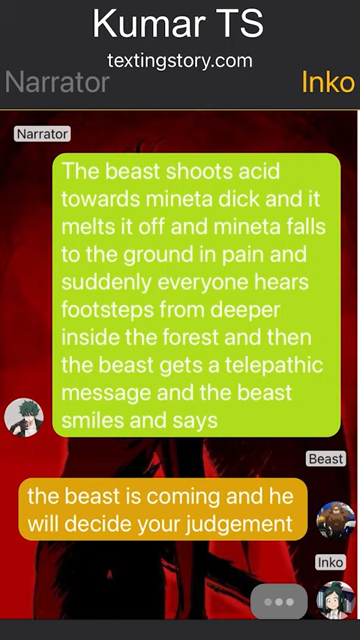 Kumar TS
textingstory.com
Narrator Inko
Narrator
The beast shoots acid
towards mineta dick and it
melts it off and mineta falls
to the ground in pain and
suddenly everyone hears
footsteps from deeper
inside the forest and then
the beast gets a telepathic
message and the beast
smiles and says
Beast
the beast is coming and he
will decide your judgement
Inko